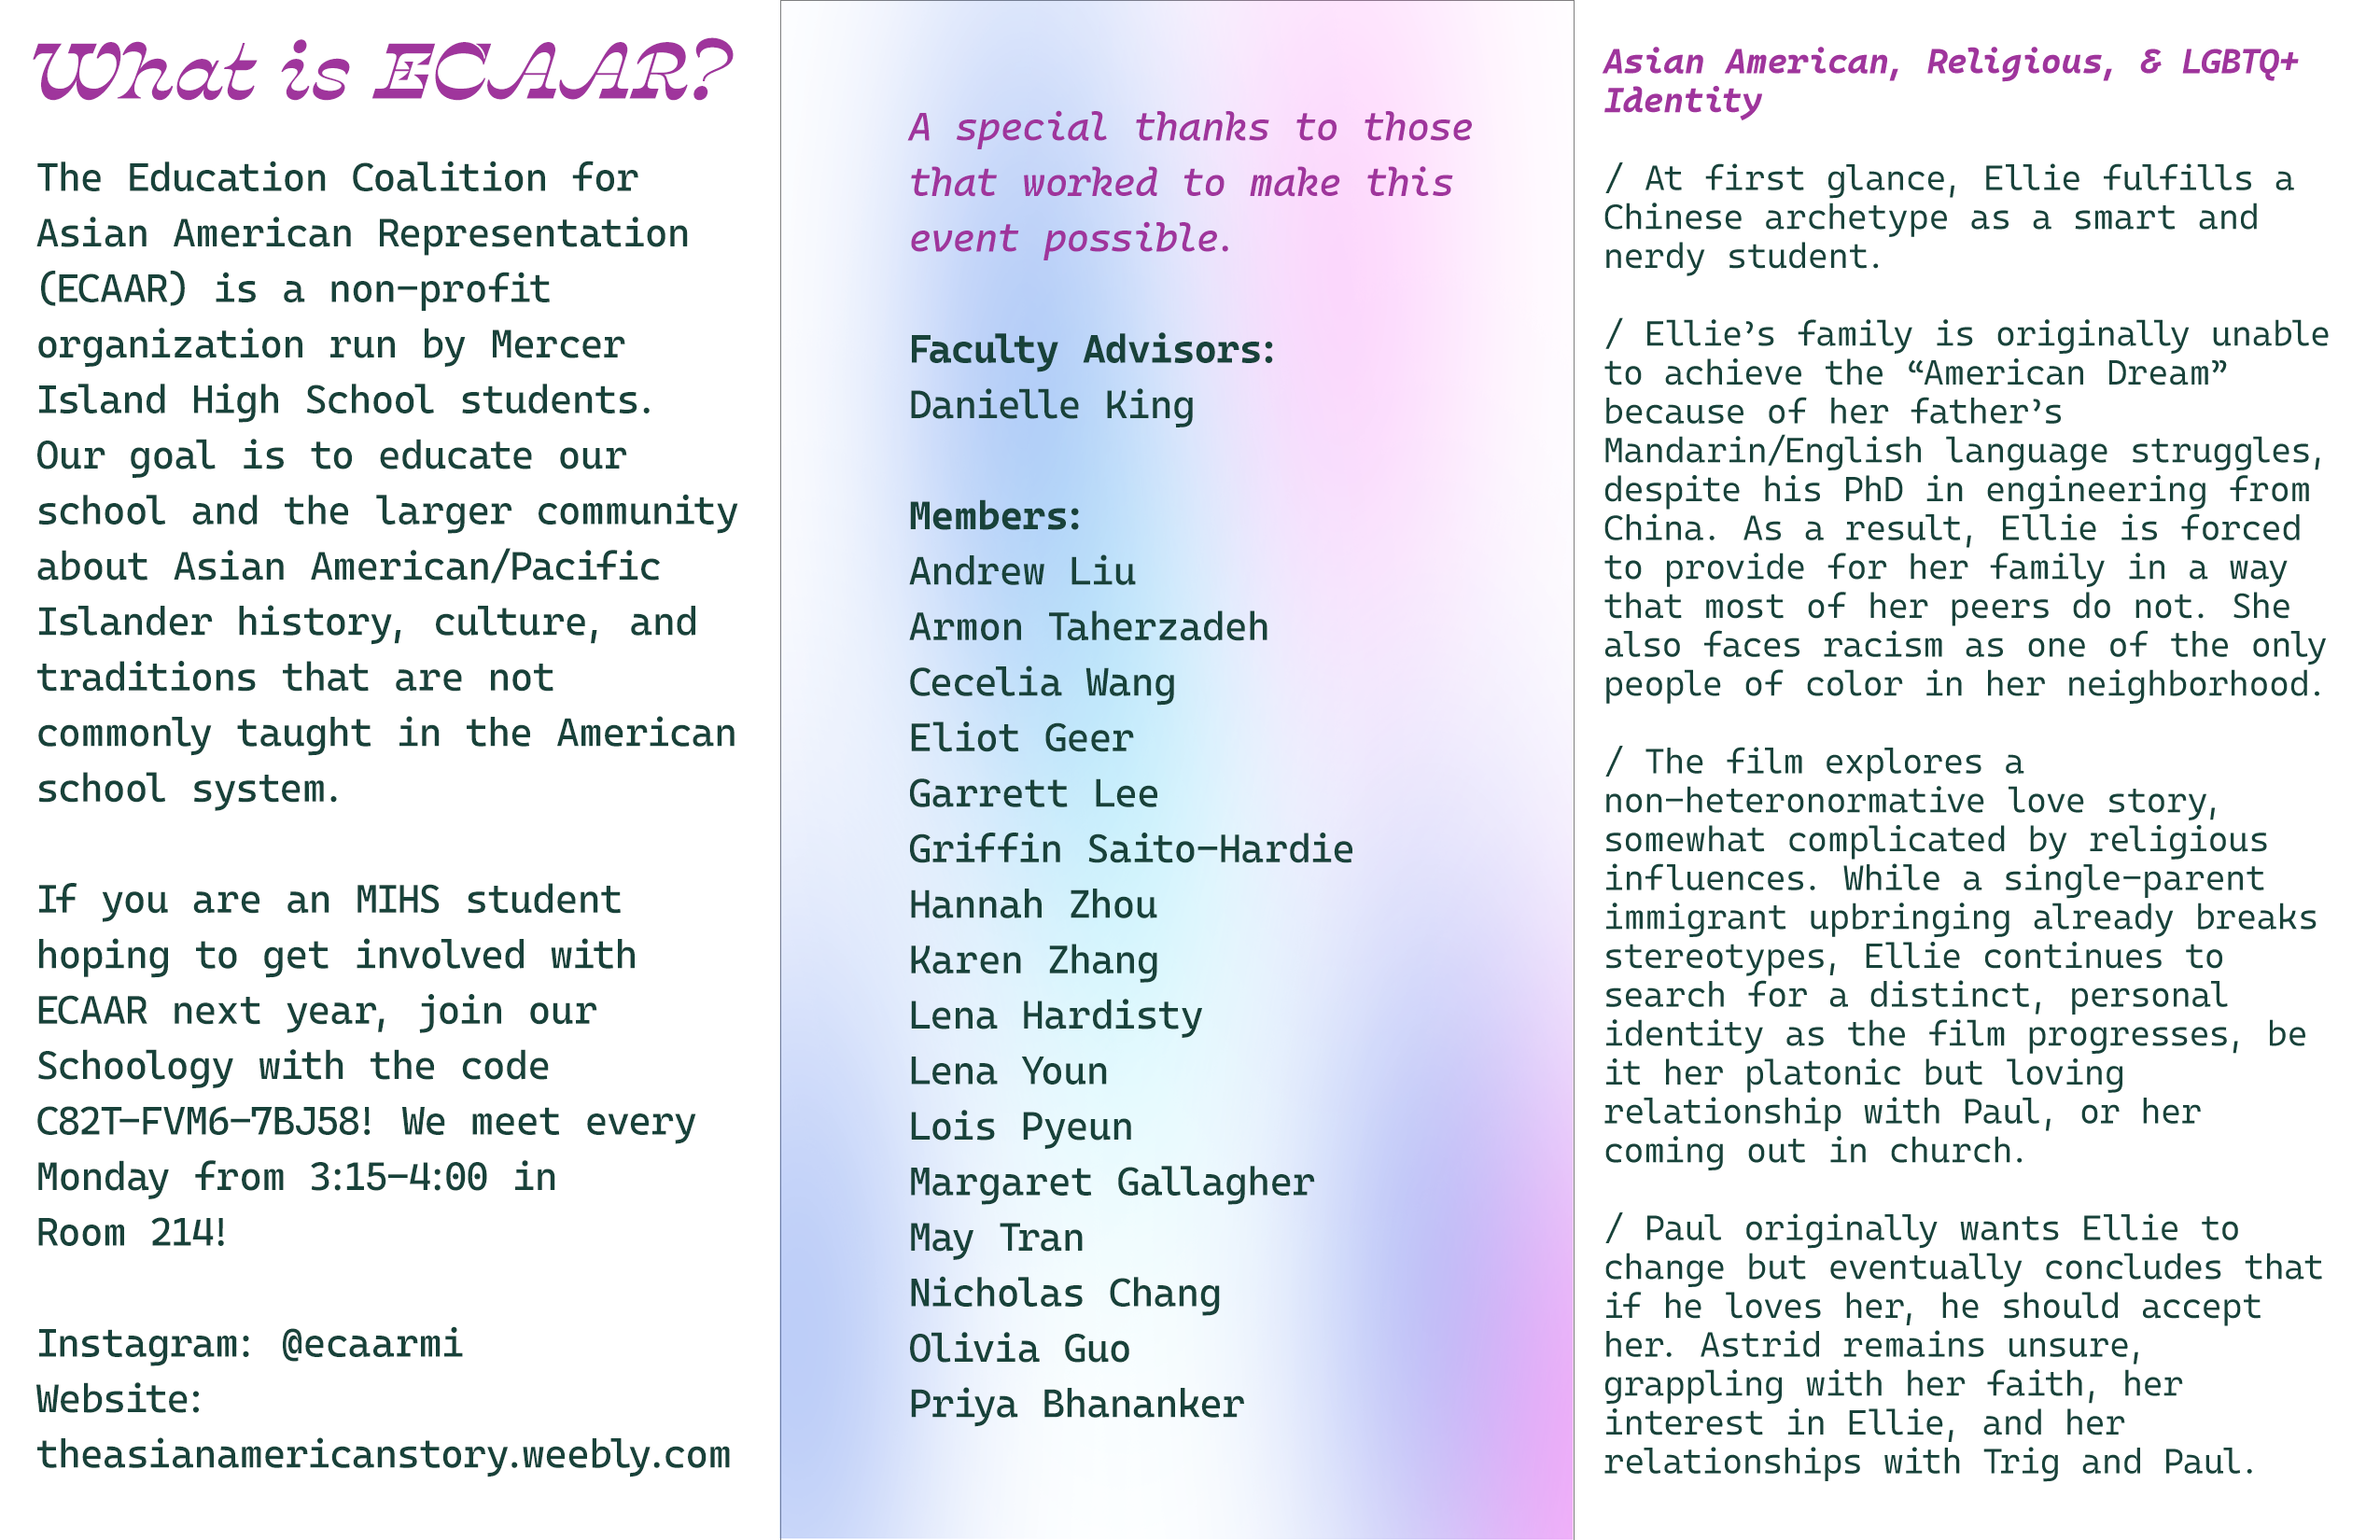 What is ECAAR?
The Education Coalition for
Asian American Representation
(ECAAR) is a non-profit
organization run by Mercer
Island High School students.
Our goal is to educate our
school and the larger community
about Asian American/Pacific
Islander history, culture, and
traditions that are not
commonly taught in the American
school system.
If you are an MIHS student
hoping to get involved with
ECAAR next year, join our
Schoology with the code
C82T-FVM6-7BJ58! We meet every
Monday from 3:15-4:00 in
Room 214!
Instagram: @ecaarmi
Website:
theasianamericanstory.weebly.com
A special thanks to those
that worked to make this
event possible.
Faculty Advisors:
Danielle King
Members:
Andrew Liu
Armon Taherzadeh
Cecelia Wang
Eliot Geer
Garrett Lee
Griffin Saito-Hardie
Hannah Zhou
Karen Zhang
Lena Hardisty
Lena Youn
Lois Pyeun
Margaret Gallagher
May Tran
Nicholas Chang
Olivia Guo
Priya Bhananker
Asian American, Religious, & LGBTQ+
Identity
/ At first glance, Ellie fulfills a
Chinese archetype as a smart and
nerdy student.
/ Ellie’s family is originally unable
to achieve the “American Dream”
because of her father’s
Mandarin/English language struggles,
despite his PhD in engineering from
China. As a result, Ellie is forced
to provide for her family in a way
that most of her peers do not. She
also faces racism as one of the only
people of color in her neighborhood.
/ The film explores a
non-heteronormative love story,
somewhat complicated by religious
influences. While a single-parent
immigrant upbringing already breaks
stereotypes, Ellie continues to
search for a distinct, personal
identity as the film progresses, be
it her platonic but loving
relationship with Paul, or her
coming out in church.
/ Paul originally wants Ellie to
change but eventually concludes that
if he loves her, he should accept
her. Astrid remains unsure,
grappling with her faith, her
interest in Ellie, and her
relationships with Trig and Paul.